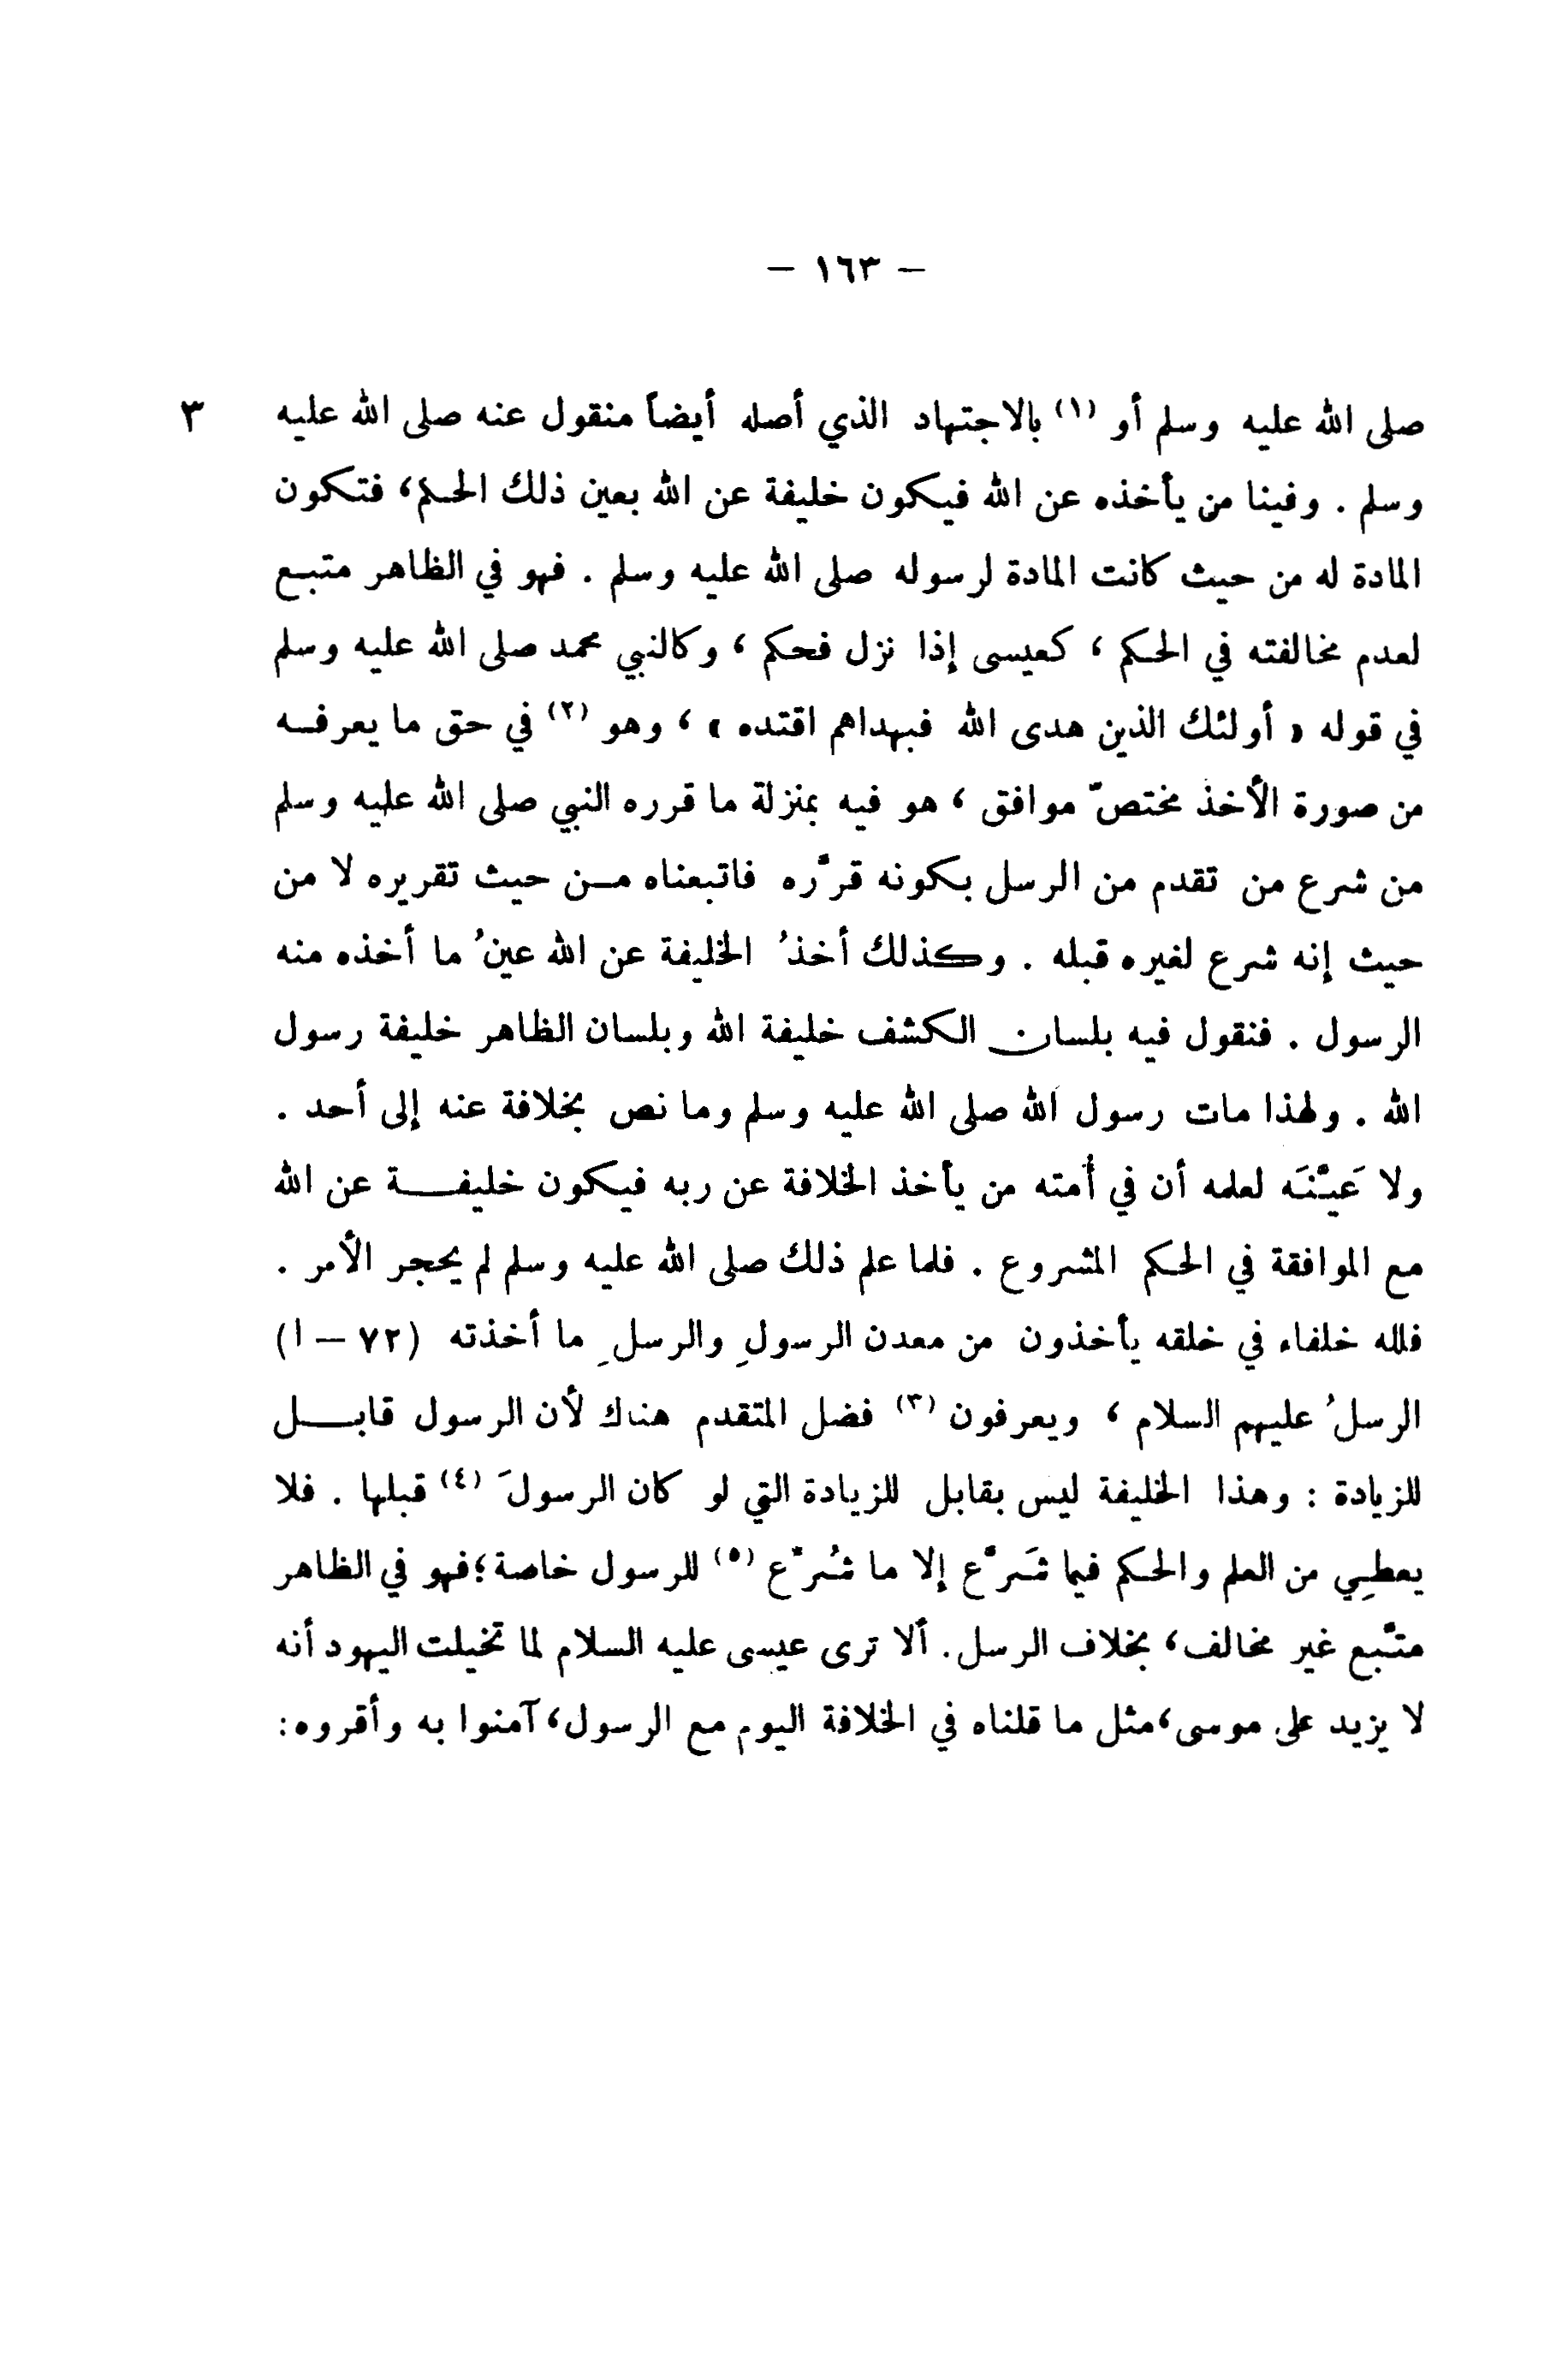 – ١٦٣ –
صلى الله عليه وسلم أو (١) بالاجتهاد الذي أصله أيضاً منقول عنه صلى الله عليه ٣
وسلم . وفينا من يأخذه عن الله فيكون خليفة عن الله بعين ذلك الحكم، فتكون
المادة له من حيث كانت المادة لرسوله صلى الله عليه وسلم . فهو في الظاهر متبع
لعدم مخالفته في الحكم ، كعيسى إذا نزل فحكم ، وكالنبي محمد صلى الله عليه وسلم
في قوله « أولئك الذين هدى الله فبهداهم اقتده » ، وهو (٢) في حق ما يعرفه
من صورة الأخذ مختصّ موافق ، هو فيه بمنزلة ما قرره النبي صلى الله عليه وسلم
من شرع من تقدم من الرسل بكونه قرَّره فاتبعناه من حيث تقريره لا من
حيث إنه شرع لغيره قبله . وكذلك أخذُ الخليفة عن الله عينُ ما أخذه منه
الرسول . فنقول فيه بلسان الكشف خليفة الله وبلسان الظاهر خليفة رسول
الله . ولهذا مات رسول الله صلى الله عليه وسلم وما نص بخلافة عنه إلى أحد .
ولا عَيَّنَه لعلمه أن في أُمته من يأخذ الخلافة عن ربه فيكون خليفة عن الله
مع الموافقة في الحكم المشروع . فلما علم ذلك صلى الله عليه وسلم لم يحجر الأمر .
فلله خلفاء في خلقه يأخذون من معدن الرسولِ والرسلِ ما أخذته (٧٢ – ا)
الرسلُ عليهم السلام ، ويعرفون (٣) فضل المتقدم هناك لأن الرسول قابل
للزيادة : وهذا الخليفة ليس بقابل للزيادة التي لو كان الرسولَ (٤) قبلها . فلا
يعطِي من العلم والحكم فيما شَرَّع إلا ما شُرِّع (٥) للرسول خاصة؛ فهو في الظاهر
متَّبع غير مخالف، بخلاف الرسل. ألا ترى عيسى عليه السلام لما تخيلت اليهود أنه
لا يزيد على موسى، مثل ما قلناه في الخلافة اليوم مع الرسول، آمنوا به وأقروه: